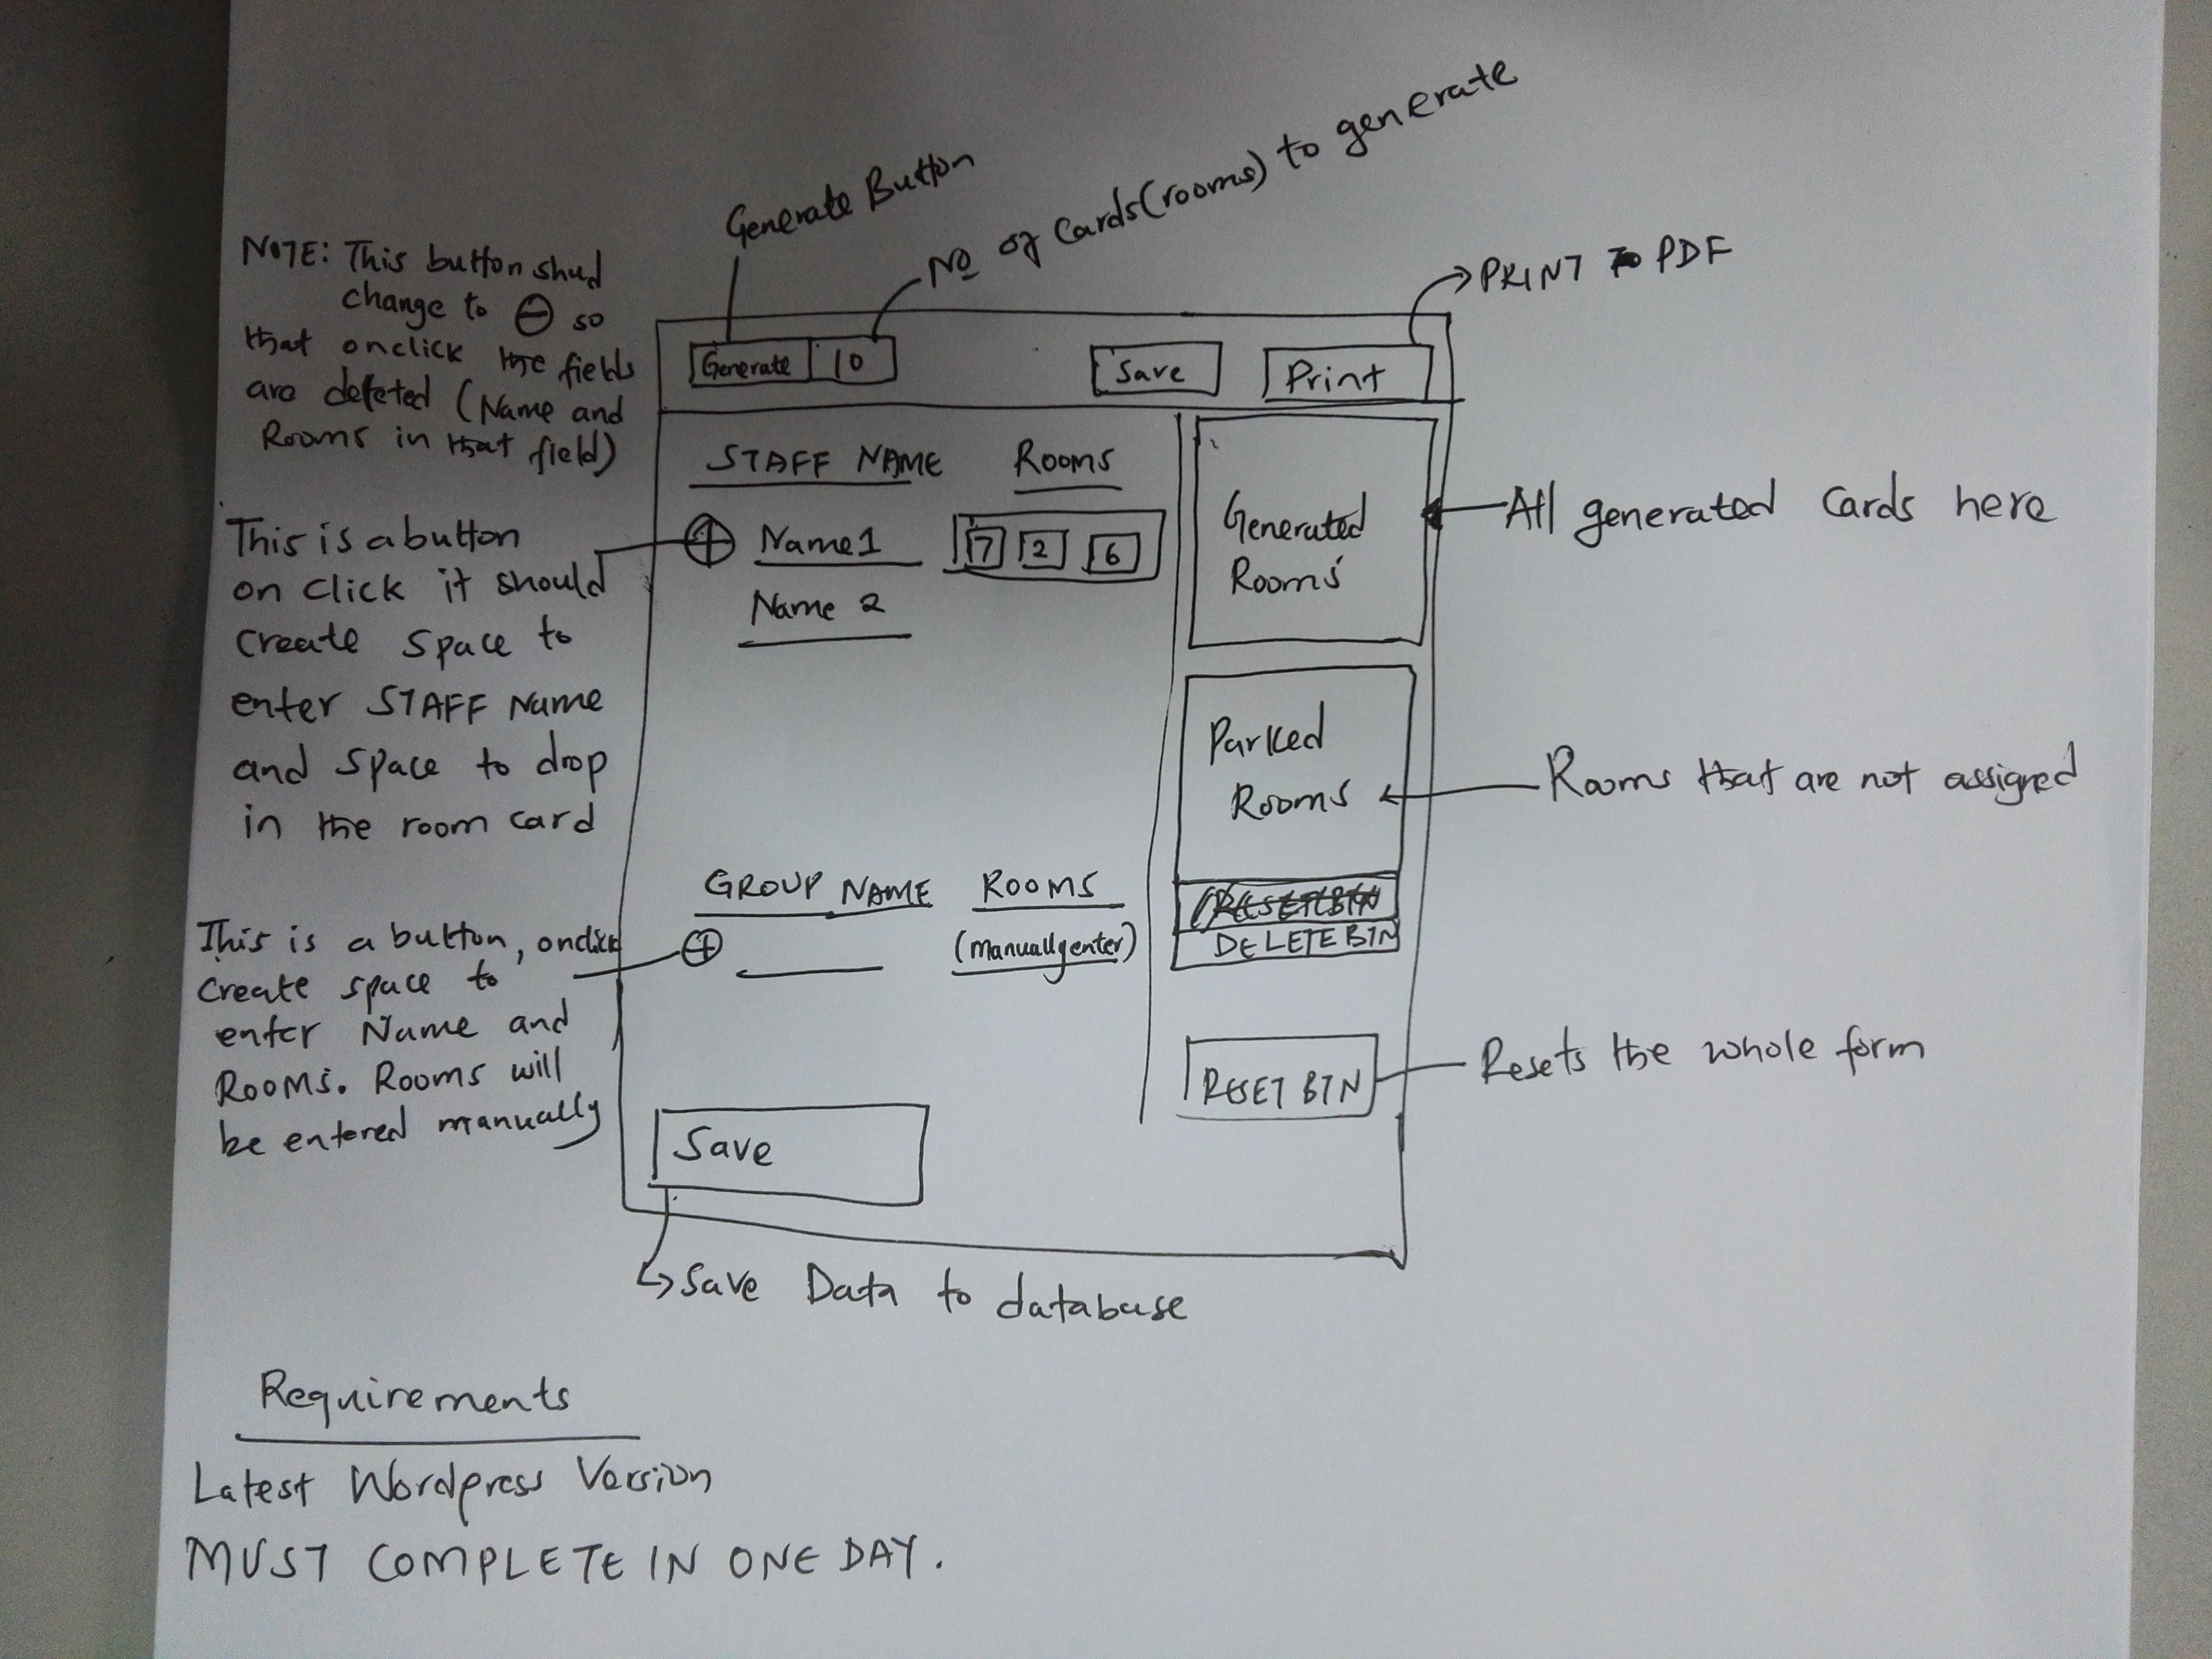 Generate Button
No of Cards(rooms) to generate
PRINT To PDF
NOTE: This button shud
change to ⊖ so
that onclick the fields
are deleted (Name and
Rooms in that field)
Generate 10 Save Print
STAFF NAME Rooms
⊕ Name1 7 2 6
Name 2
Generated
Rooms
All generated Cards here
This is a button
on click it should
create space to
enter STAFF Name
and space to drop
in the room card
Parked
Rooms
Rooms that are not assigned
GROUP NAME ROOMS
⊕ (manually enter)
RESET BTN
DELETE BTN
This is a button, onclick
create space to
enter Name and
Rooms. Rooms will
be entered manually
RESET BTN
Resets the whole form
Save
Save Data to database
Requirements
Latest Wordpress Version
MUST COMPLETE IN ONE DAY.